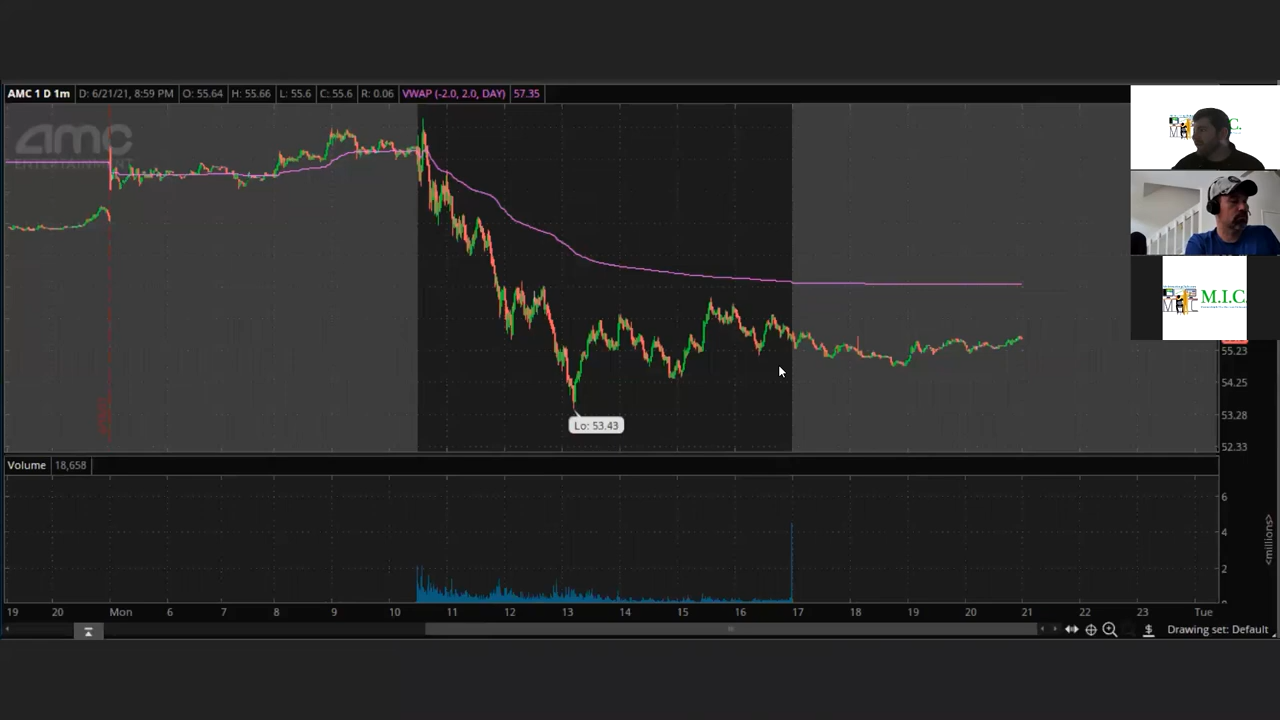 AMC 1 D 1m D: 6/21/21, 8:59 PM O: 55.64 H: 55.66 L: 55.6 C: 55.6 R: 0.06 VWAP (-2.0, 2.0, DAY) 57.35
amc
ENTERTAINMENT
M.I.C.
55.23
54.25
Lo: 53.43
53.28
52.33
Volume 18,658
6
4
2
<millions>
19 20 Mon 6 7 8 9 10 11 12 13 14 15 16 17 18 19 20 21 22 23 Tue
Drawing set: Default